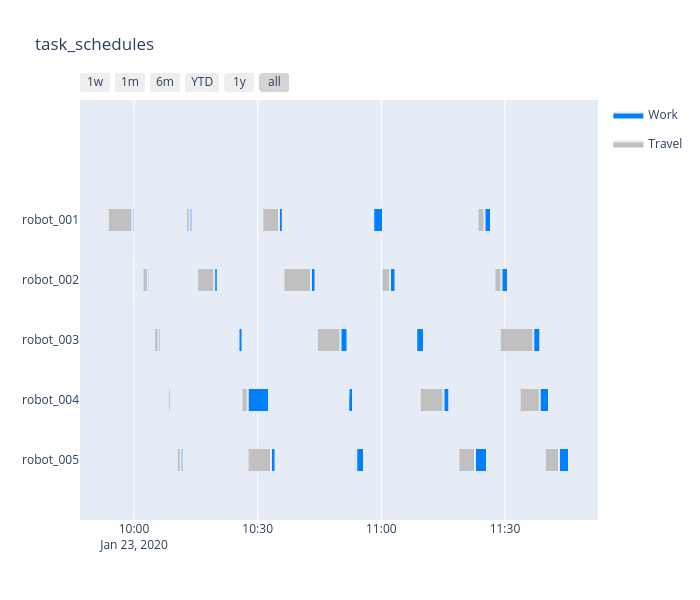 task_schedules
1w 1m 6m YTD 1y all
Work
Travel
robot_001
robot_002
robot_003
robot_004
robot_005
10:00 10:30 11:00 11:30
Jan 23, 2020